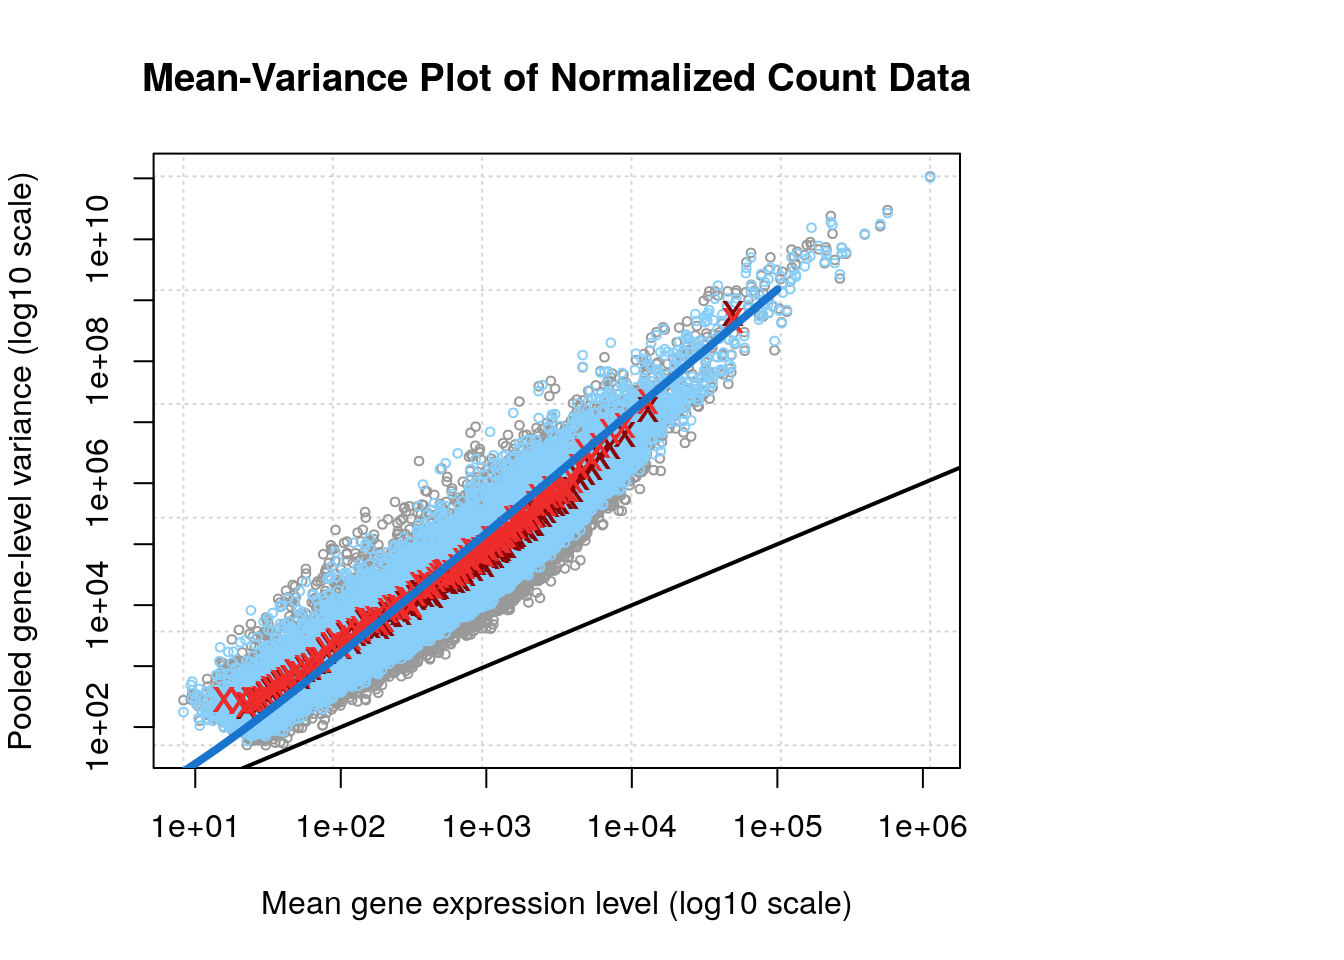 Mean-Variance Plot of Normalized Count Data
Pooled gene-level variance (log10 scale)
1e+10
1e+08
1e+06
1e+04
1e+02
1e+01 1e+02 1e+03 1e+04 1e+05 1e+06
Mean gene expression level (log10 scale)